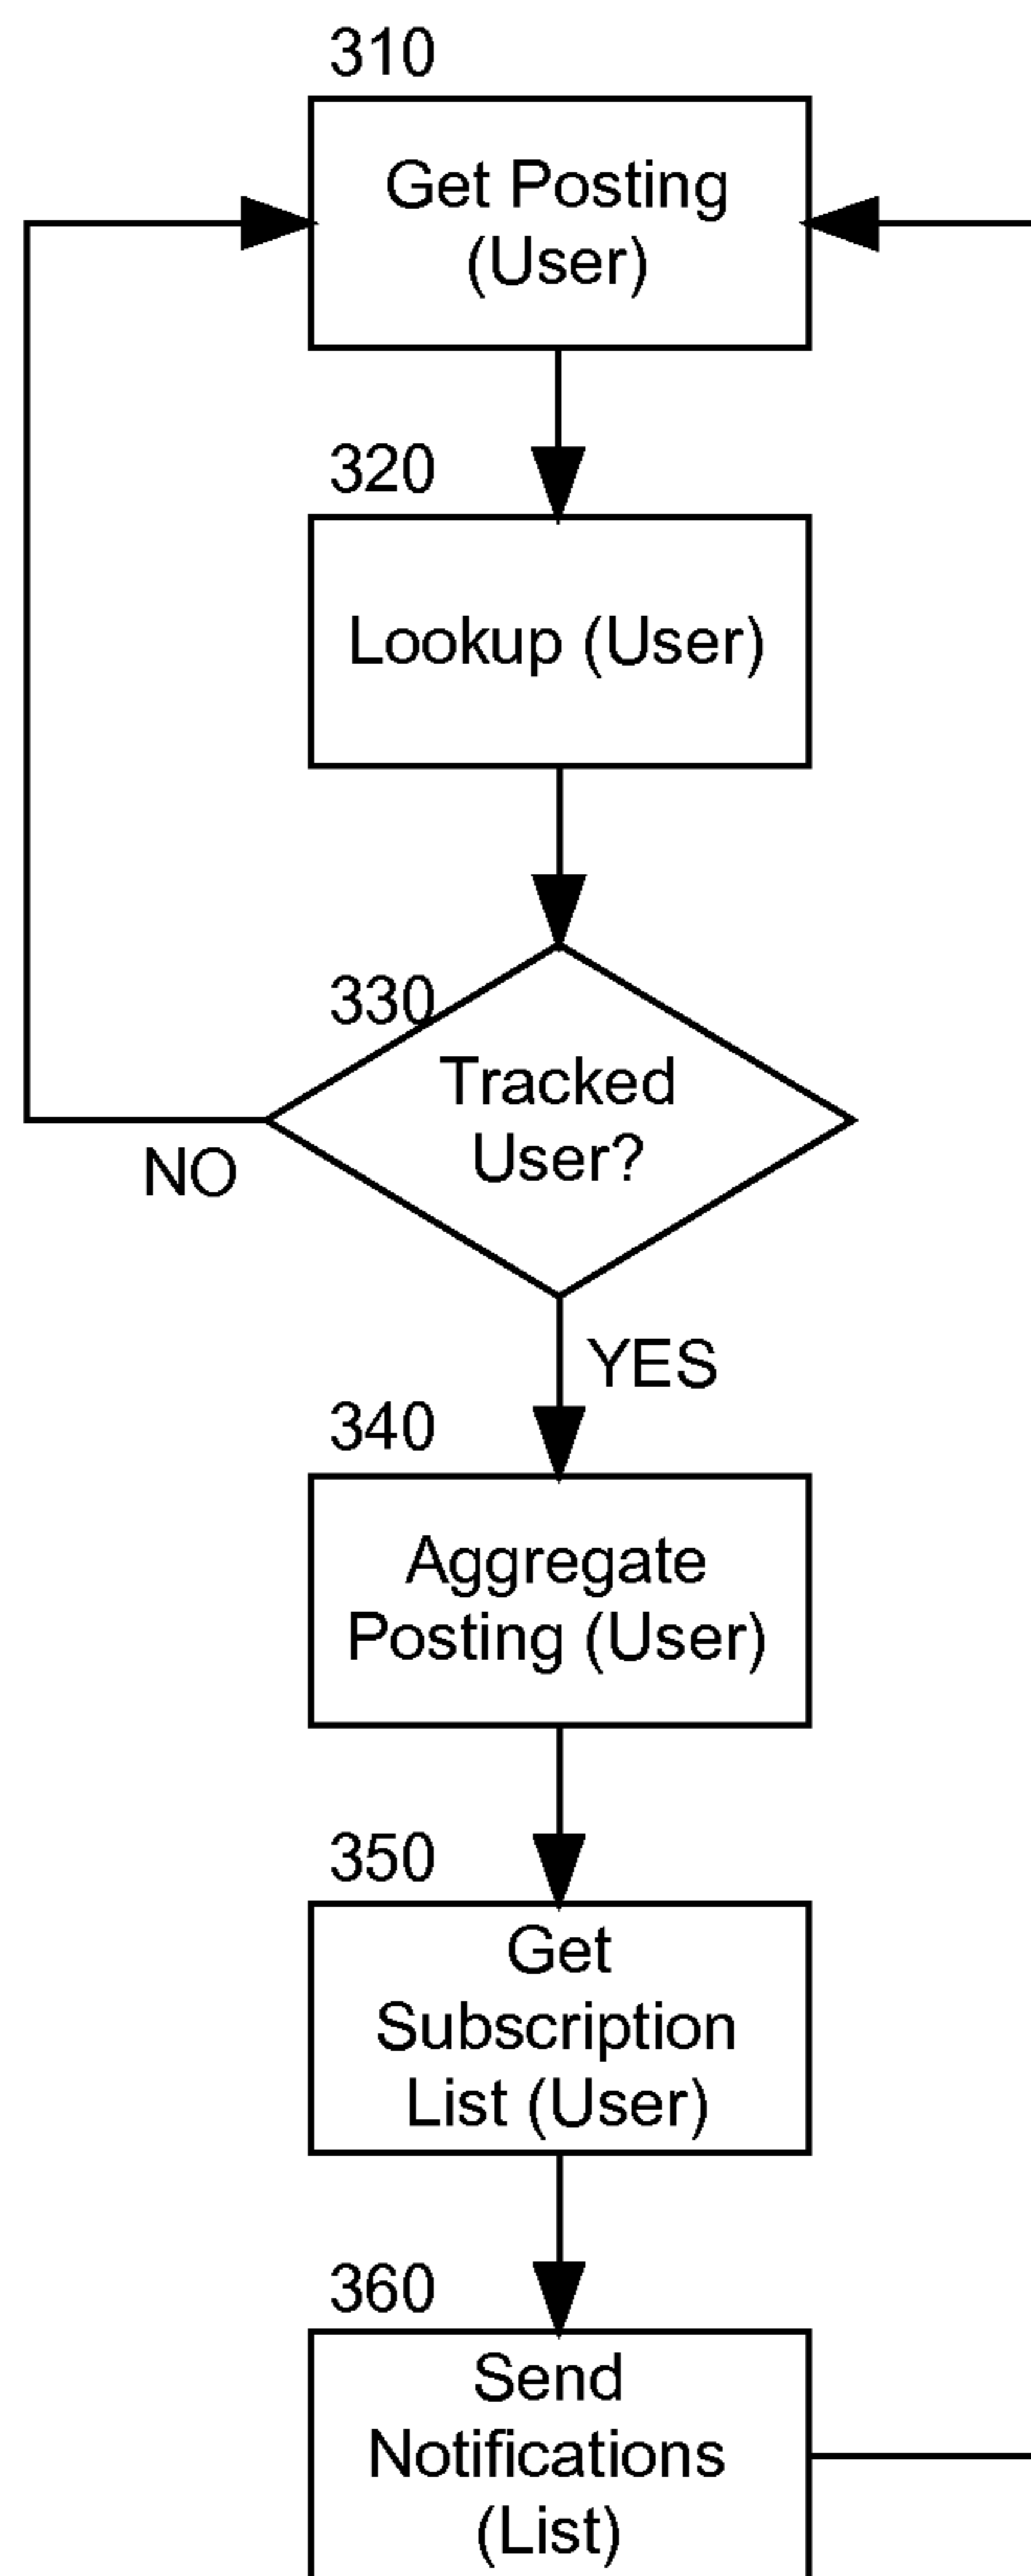 310
Get Posting
(User)
320
Lookup (User)
330
Tracked
User?
NO
YES
340
Aggregate
Posting (User)
350
Get
Subscription
List (User)
360
Send
Notifications
(List)